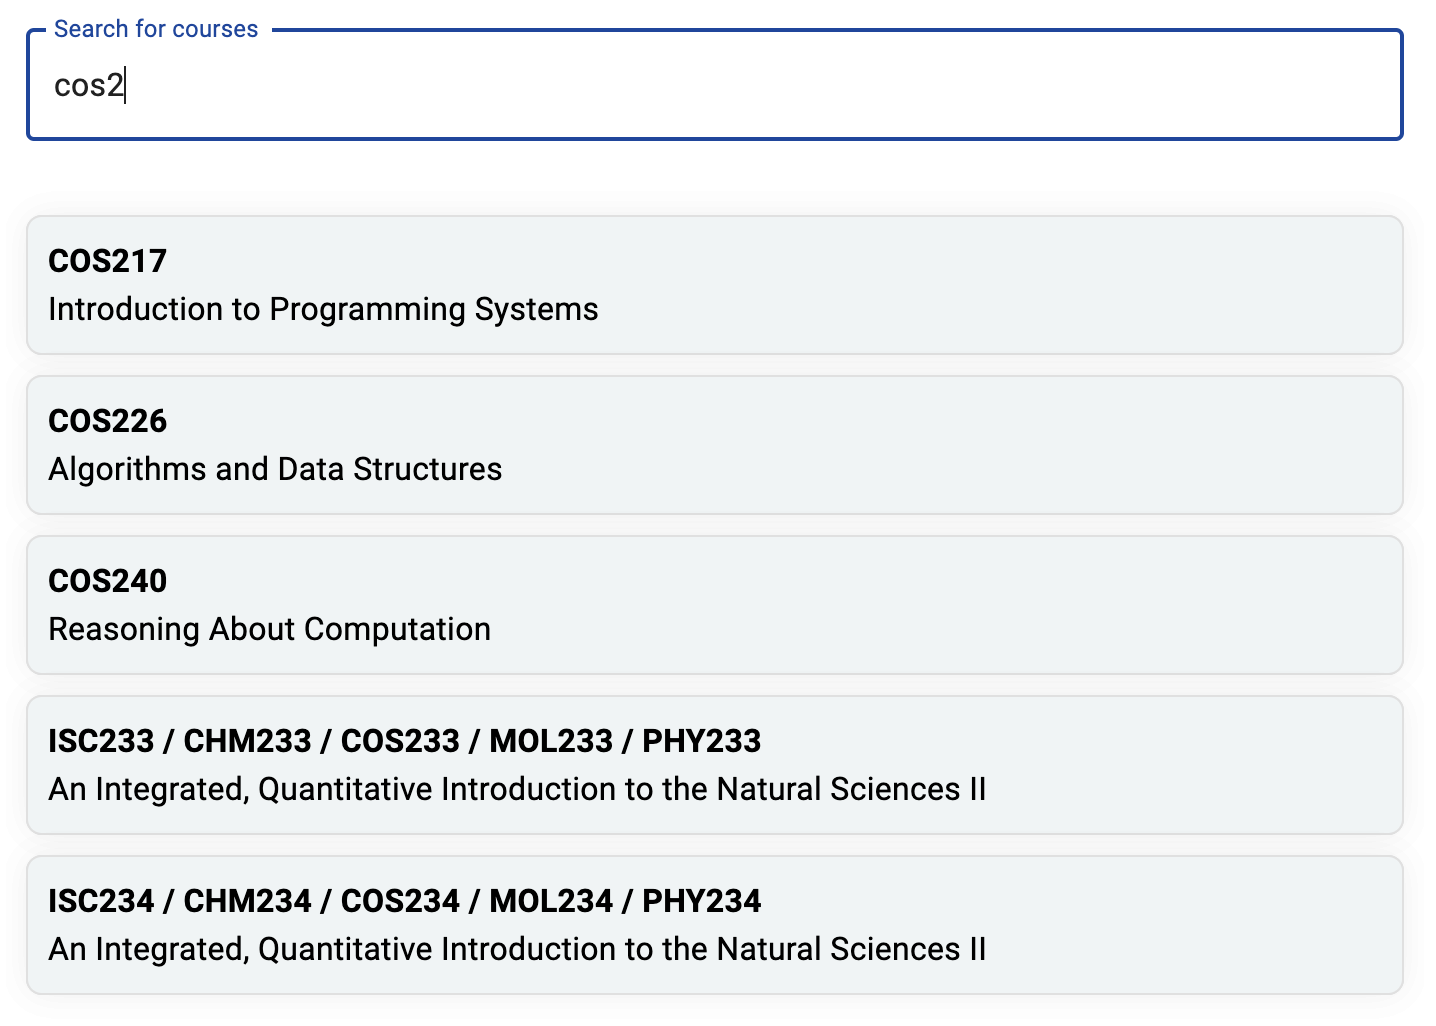 Search for courses
cos2
COS217
Introduction to Programming Systems
COS226
Algorithms and Data Structures
COS240
Reasoning About Computation
ISC233 / CHM233 / COS233 / MOL233 / PHY233
An Integrated, Quantitative Introduction to the Natural Sciences II
ISC234 / CHM234 / COS234 / MOL234 / PHY234
An Integrated, Quantitative Introduction to the Natural Sciences II